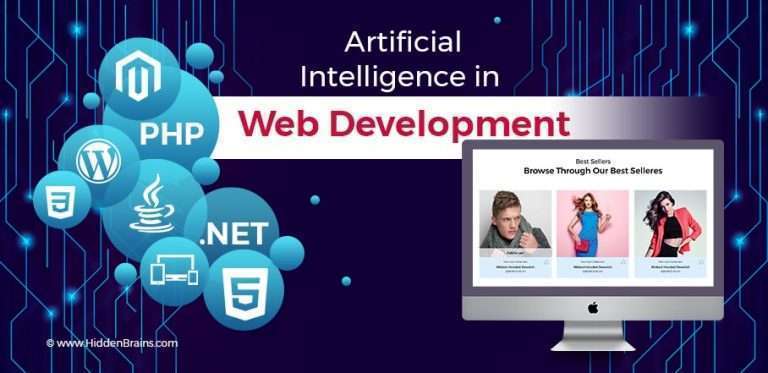 Artificial
Intelligence in
Web Development
PHP
.NET
Best Sellers
Browse Through Our Best Selleres
© www.HiddenBrains.com